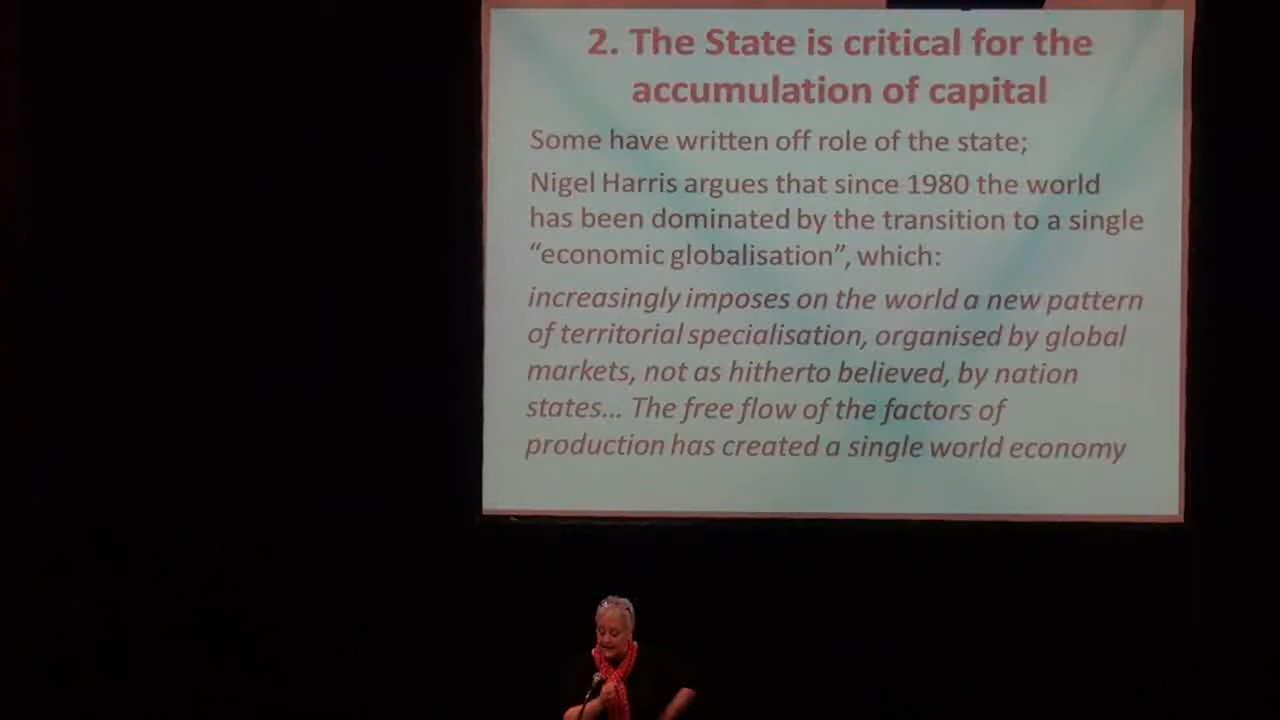 2. The State is critical for the
accumulation of capital
Some have written off role of the state;
Nigel Harris argues that since 1980 the world
has been dominated by the transition to a single
“economic globalisation”, which:
increasingly imposes on the world a new pattern
of territorial specialisation, organised by global
markets, not as hitherto believed, by nation
states... The free flow of the factors of
production has created a single world economy